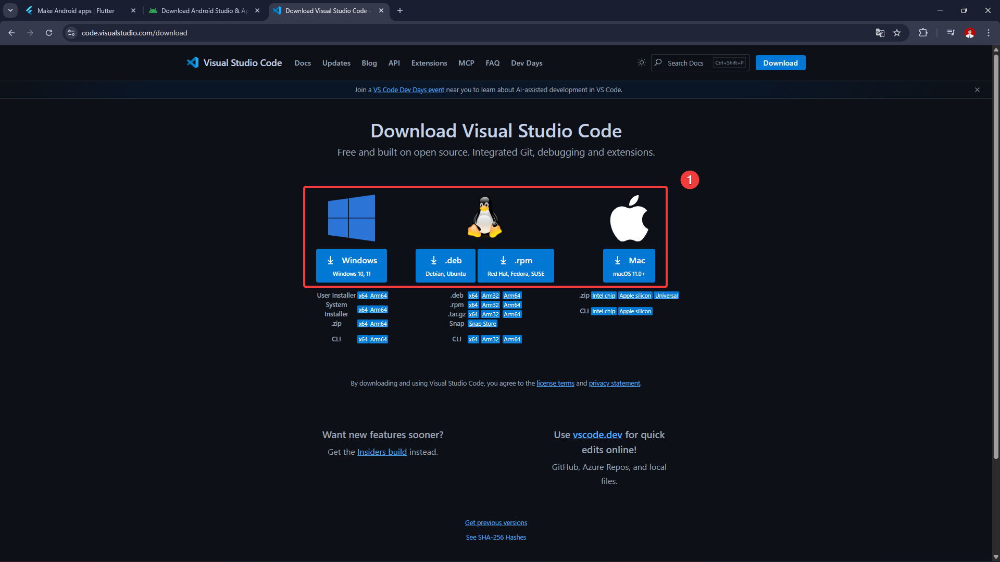 Make Android apps | Flutter
Download Android Studio & Ap
Download Visual Studio Code -
code.visualstudio.com/download
Visual Studio Code Docs Updates Blog API Extensions MCP FAQ Dev Days Search Docs Ctrl+Shift+P Download
Join a VS Code Dev Days event near you to learn about AI-assisted development in VS Code.
Download Visual Studio Code
Free and built on open source. Integrated Git, debugging and extensions.
1
Windows
Windows 10, 11
.deb
Debian, Ubuntu
.rpm
Red Hat, Fedora, SUSE
Mac
macOS 11.0+
User Installer x64 Arm64
System
Installer x64 Arm64
.zip x64 Arm64
CLI x64 Arm64
.deb x64 Arm32 Arm64
.rpm x64 Arm32 Arm64
.tar.gz x64 Arm32 Arm64
Snap Snap Store
CLI x64 Arm32 Arm64
.zip Intel chip Apple silicon Universal
CLI Intel chip Apple silicon
By downloading and using Visual Studio Code, you agree to the license terms and privacy statement.
Want new features sooner?
Get the Insiders build instead.
Use vscode.dev for quick
edits online!
GitHub, Azure Repos, and local
files.
Get previous versions
See SHA-256 Hashes